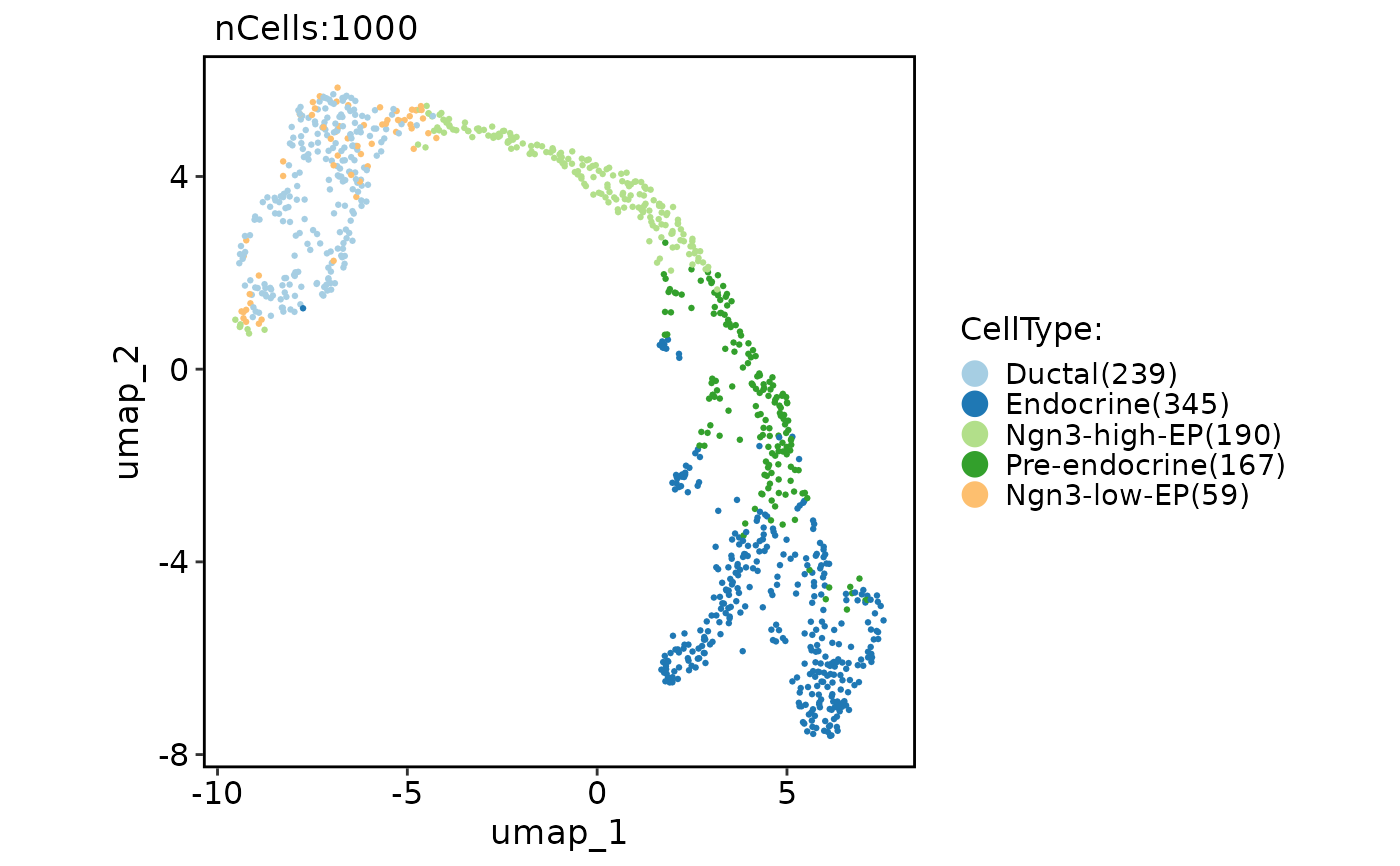 nCells:1000
4
0
-4
-8
umap_2
-10 -5 0 5
umap_1
CellType:
Ductal(239)
Endocrine(345)
Ngn3-high-EP(190)
Pre-endocrine(167)
Ngn3-low-EP(59)